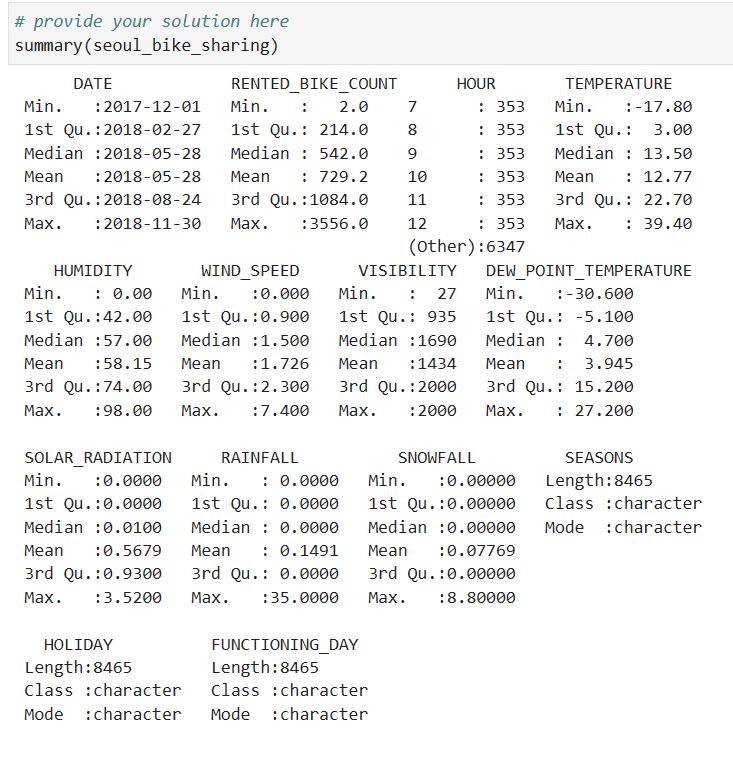 # provide your solution here
summary(seoul_bike_sharing)
DATE RENTED_BIKE_COUNT HOUR TEMPERATURE
Min. :2017-12-01 Min. : 2.0 7 : 353 Min. :-17.80
1st Qu.:2018-02-27 1st Qu.: 214.0 8 : 353 1st Qu.: 3.00
Median :2018-05-28 Median : 542.0 9 : 353 Median : 13.50
Mean :2018-05-28 Mean : 729.2 10 : 353 Mean : 12.77
3rd Qu.:2018-08-24 3rd Qu.:1084.0 11 : 353 3rd Qu.: 22.70
Max. :2018-11-30 Max. :3556.0 12 : 353 Max. : 39.40
(Other):6347
HUMIDITY WIND_SPEED VISIBILITY DEW_POINT_TEMPERATURE
Min. : 0.00 Min. :0.000 Min. : 27 Min. :-30.600
1st Qu.:42.00 1st Qu.:0.900 1st Qu.: 935 1st Qu.: -5.100
Median :57.00 Median :1.500 Median :1690 Median : 4.700
Mean :58.15 Mean :1.726 Mean :1434 Mean : 3.945
3rd Qu.:74.00 3rd Qu.:2.300 3rd Qu.:2000 3rd Qu.: 15.200
Max. :98.00 Max. :7.400 Max. :2000 Max. : 27.200
SOLAR_RADIATION RAINFALL SNOWFALL SEASONS
Min. :0.0000 Min. : 0.0000 Min. :0.00000 Length:8465
1st Qu.:0.0000 1st Qu.: 0.0000 1st Qu.:0.00000 Class :character
Median :0.0100 Median : 0.0000 Median :0.00000 Mode :character
Mean :0.5679 Mean : 0.1491 Mean :0.07769
3rd Qu.:0.9300 3rd Qu.: 0.0000 3rd Qu.:0.00000
Max. :3.5200 Max. :35.0000 Max. :8.80000
HOLIDAY FUNCTIONING_DAY
Length:8465 Length:8465
Class :character Class :character
Mode :character Mode :character